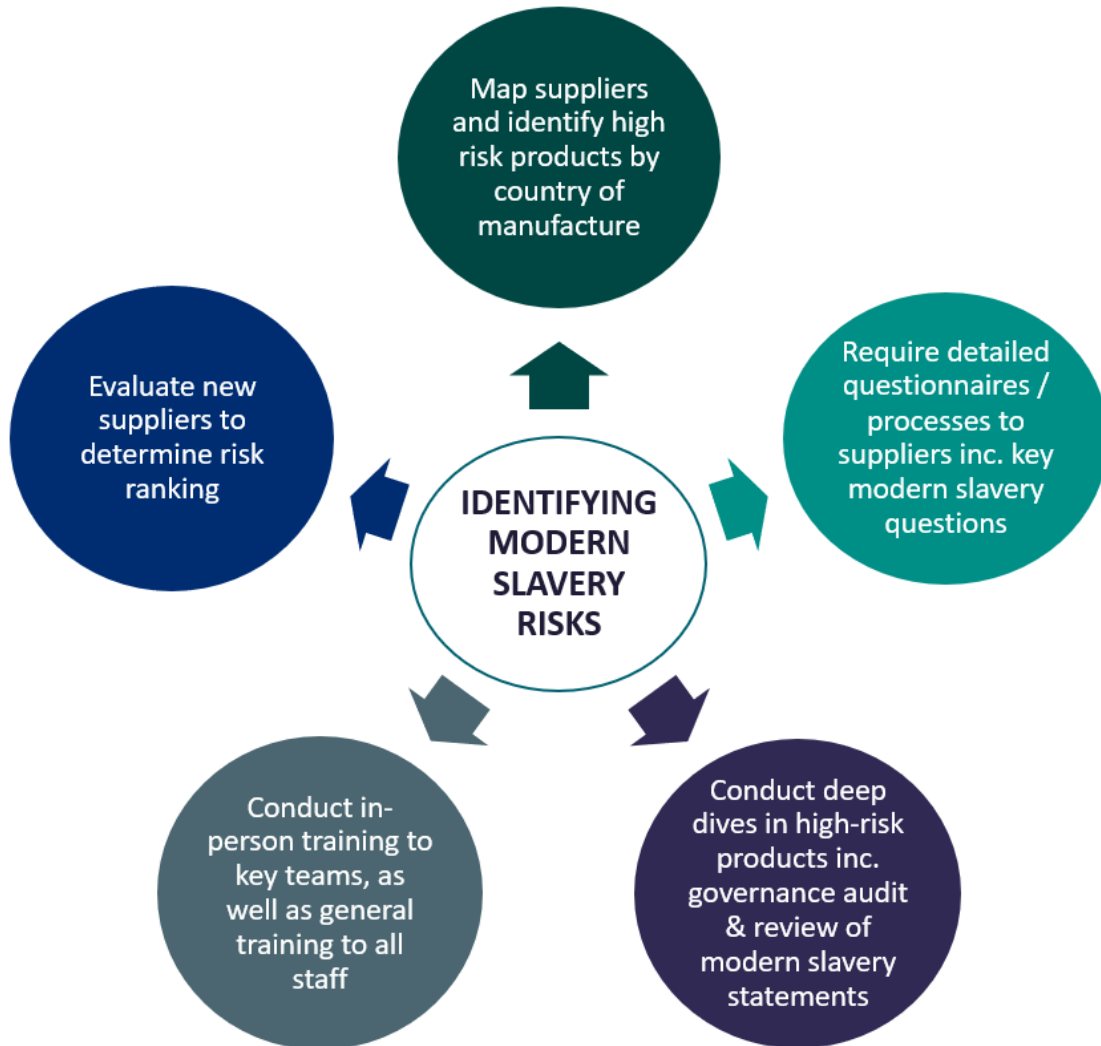 Map suppliers
and identify high
risk products by
country of
manufacture
Require detailed
questionnaires /
processes to
suppliers inc. key
modern slavery
questions
Conduct deep
dives in high-risk
products inc.
governance audit
& review of
modern slavery
statements
Conduct in-
person training to
key teams, as
well as general
training to all
staff
Evaluate new
suppliers to
determine risk
ranking
IDENTIFYING
MODERN
SLAVERY
RISKS